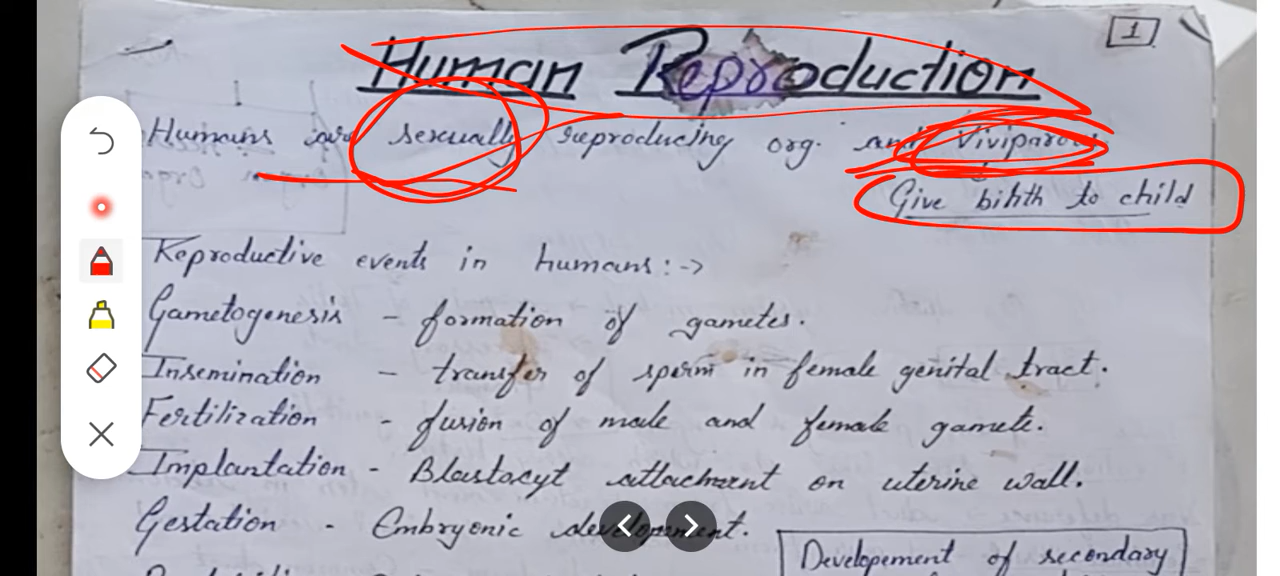 1
Human Reproduction
Humans are sexually reproducing org. and Viviparous
Give bihth to child
Reproductive events in humans :->
Gametogenesis - formation of gametes.
Insemination - transfer of sperm in female genital tract.
Fertilization - fusion of male and female gamete.
Implantation - Blastocyt attachment on uterine wall.
Gestation - Embryonic development.
Developement of secondary